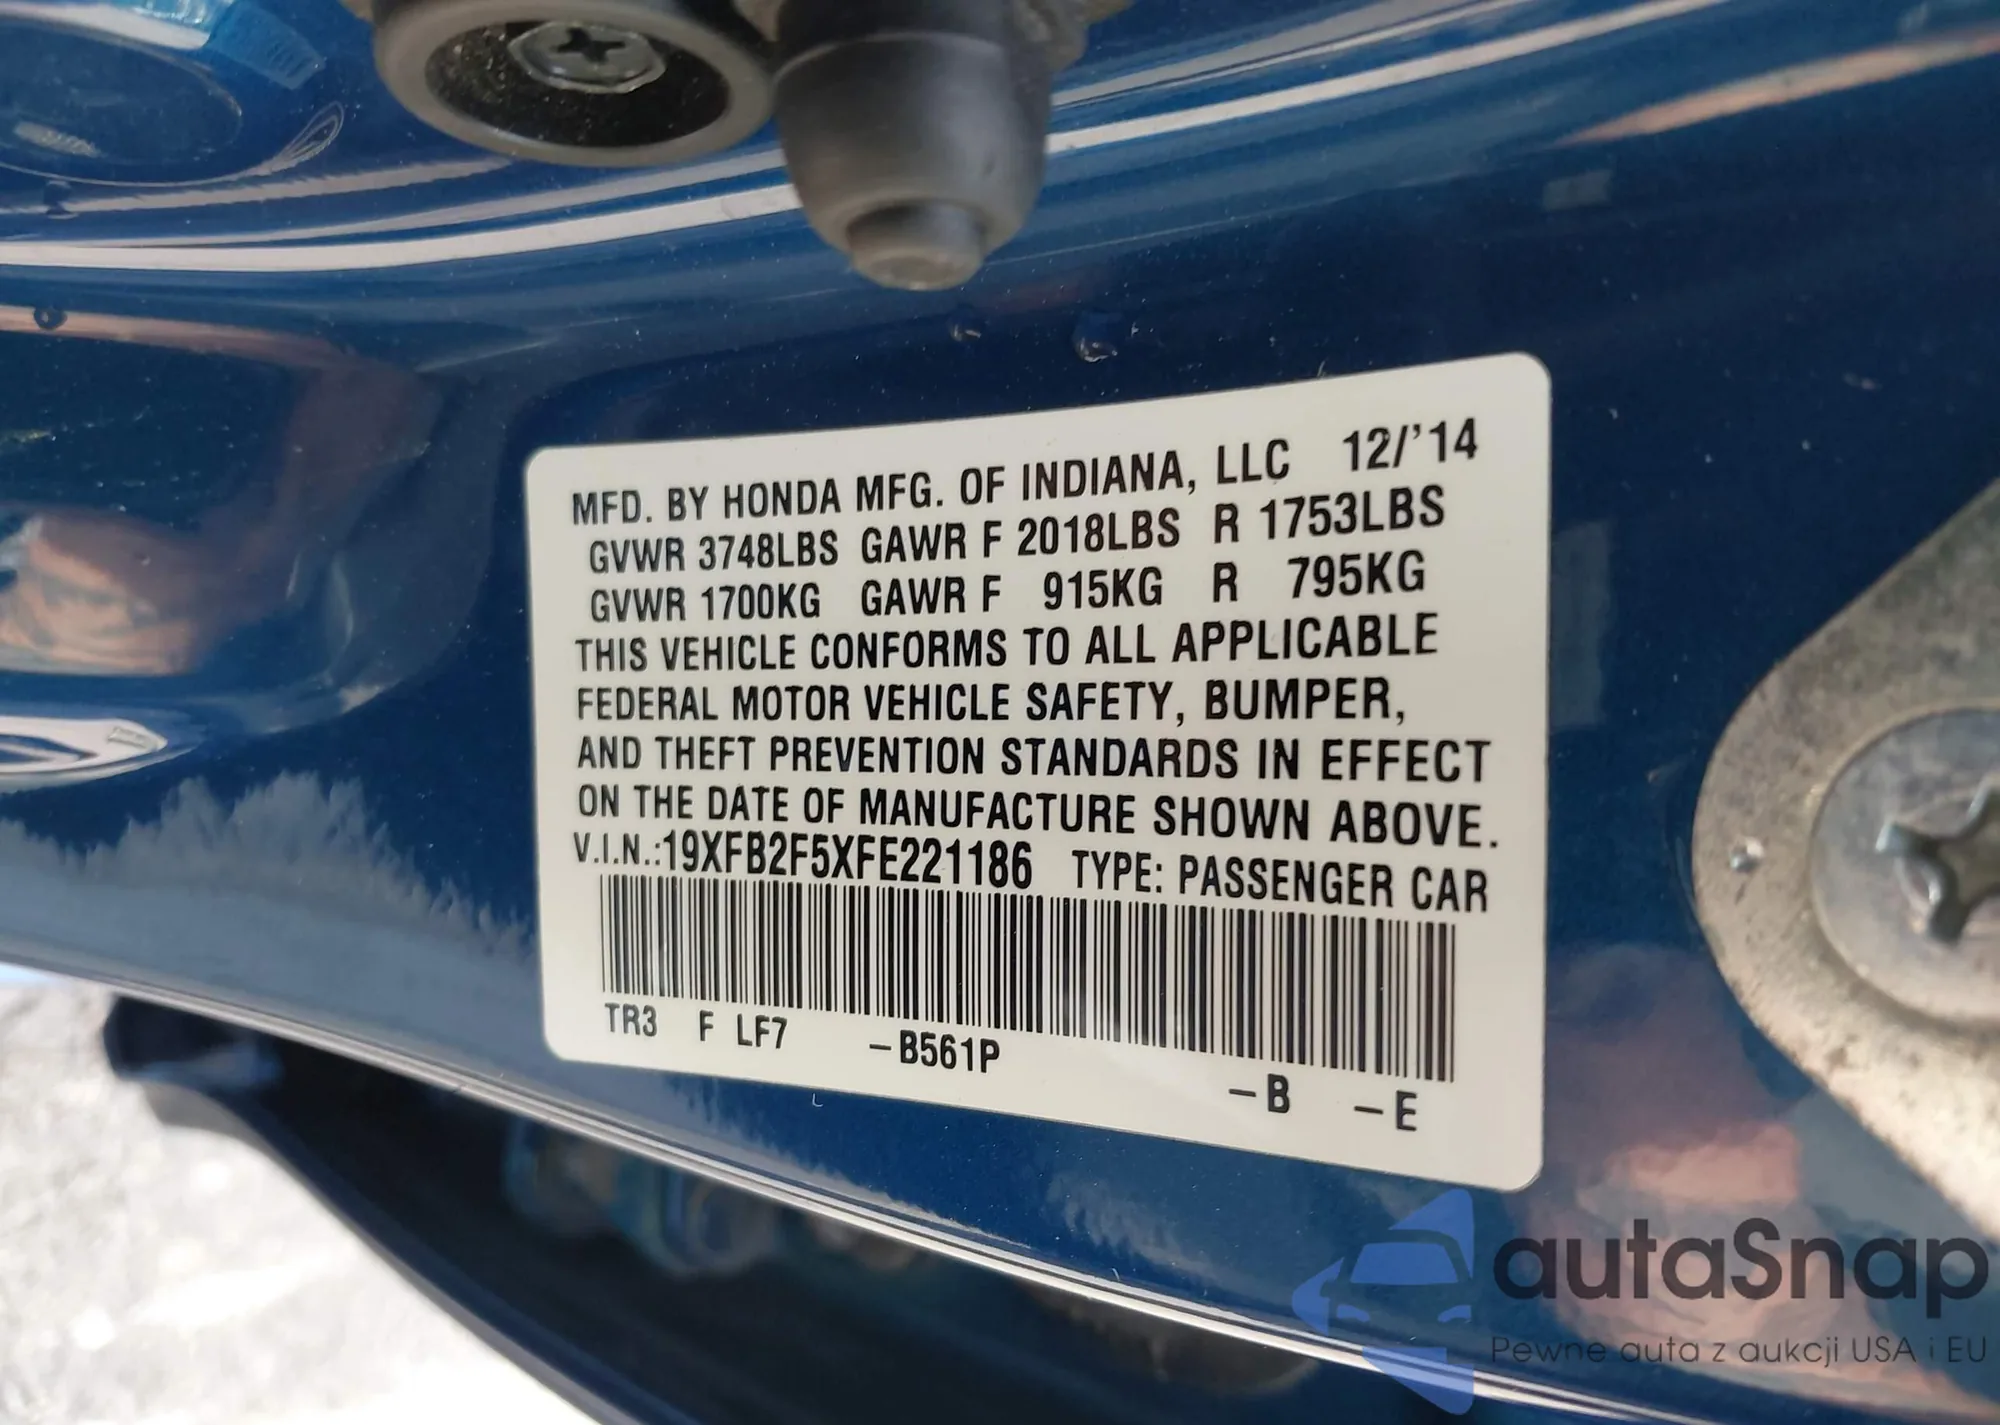 MFD. BY HONDA MFG. OF INDIANA, LLC 12/'14
GVWR 3748LBS GAWR F 2018LBS R 1753LBS
GVWR 1700KG GAWR F 915KG R 795KG
THIS VEHICLE CONFORMS TO ALL APPLICABLE
FEDERAL MOTOR VEHICLE SAFETY, BUMPER,
AND THEFT PREVENTION STANDARDS IN EFFECT
ON THE DATE OF MANUFACTURE SHOWN ABOVE.
V.I.N.:19XFB2F5XFE221186 TYPE: PASSENGER CAR
TR3 F LF7 –B561P –B –E
autaSnap
Pewne auta z aukcji USA i EU